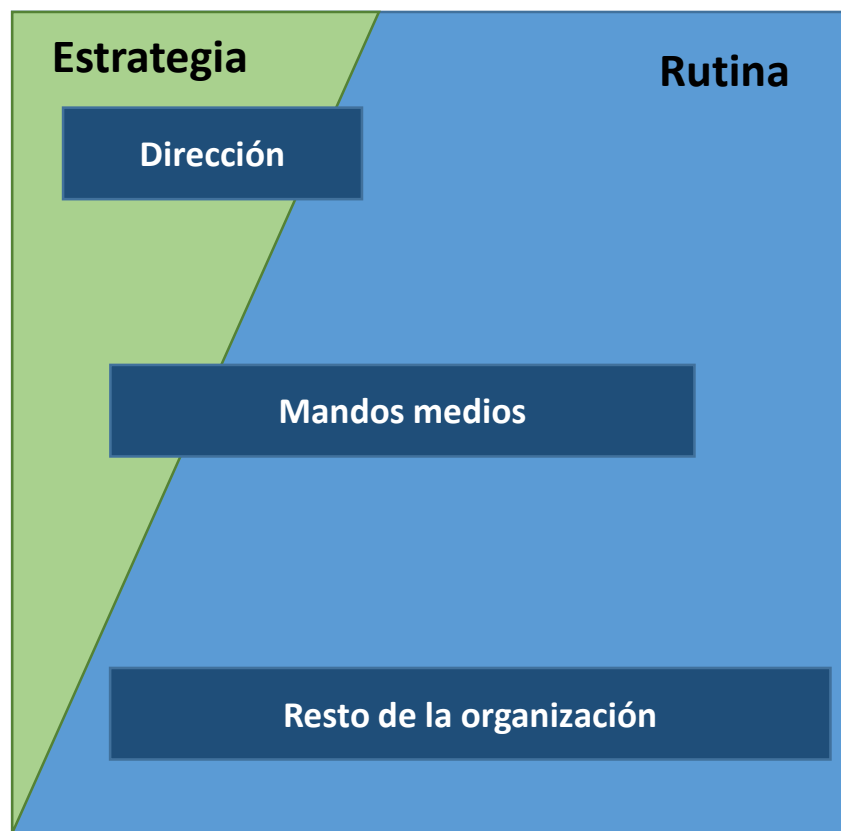 Estrategia
Rutina
Dirección
Mandos medios
Resto de la organización